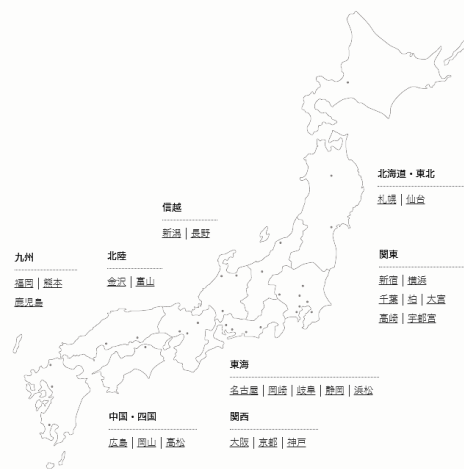 北海道・東北
札幌 | 仙台
信越
新潟 | 長野
九州
福岡 | 熊本
鹿児島
北陸
金沢 | 富山
関東
新宿 | 横浜
千葉 | 柏 | 大宮
高崎 | 宇都宮
東海
名古屋 | 岡崎 | 岐阜 | 静岡 | 浜松
中国・四国
広島 | 岡山 | 高松
関西
大阪 | 京都 | 神戸